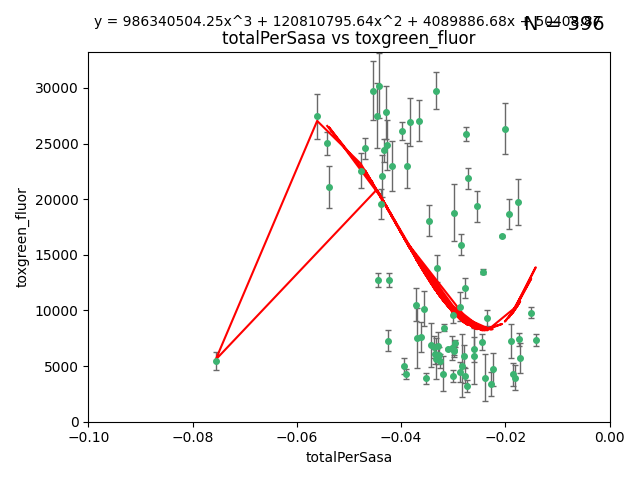 y = 986340504.25x^3 + 120810795.64x^2 + 4089886.68x +
N = 396
totalPerSasa vs toxgreen_fluor
30000
25000
20000
15000
10000
5000
0
toxgreen_fluor
−0.10 −0.08 −0.06 −0.04 −0.02 0.00
totalPerSasa